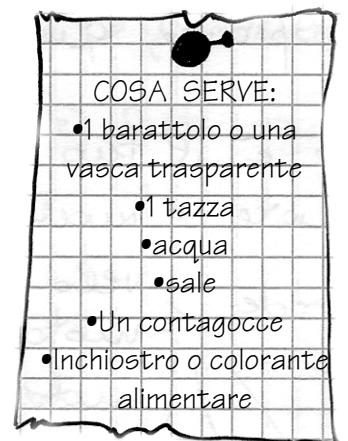 COSA SERVE:
•1 barattolo o una
vasca trasparente
•1 tazza
•acqua
•sale
•Un contagocce
•Inchiostro o colorante
alimentare